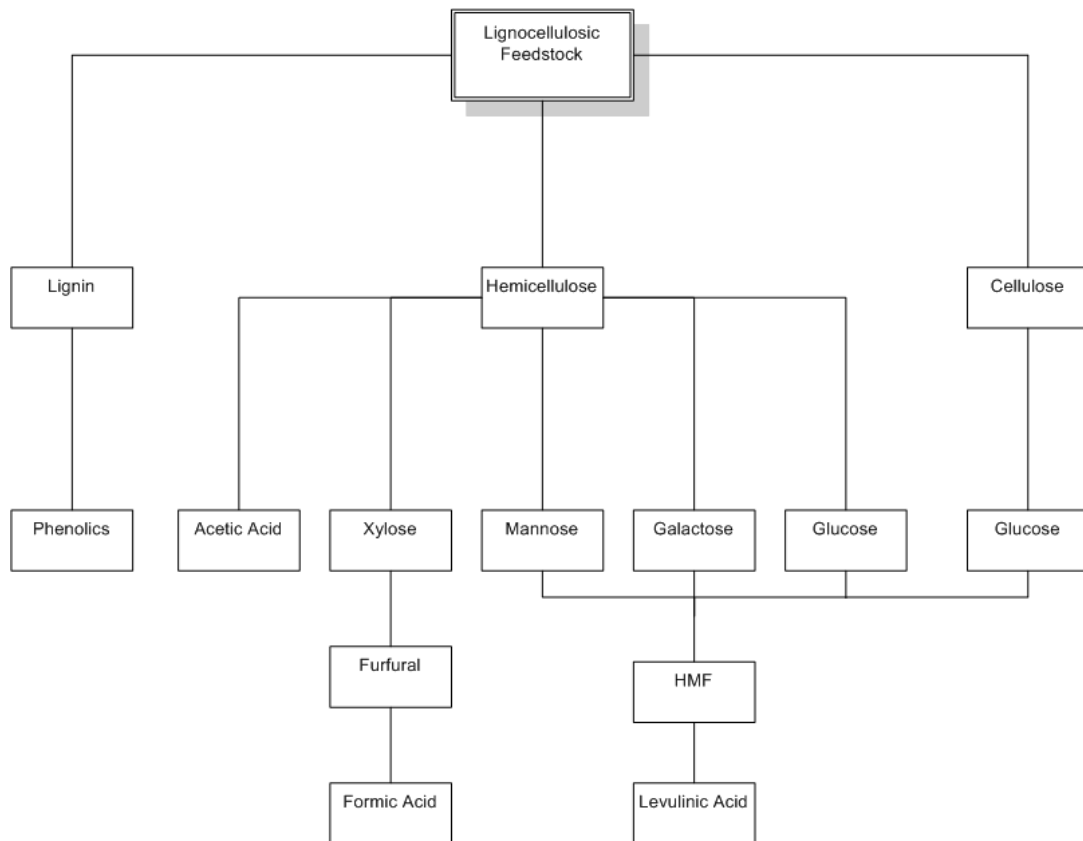 Lignocellulosic
Feedstock
Lignin
Hemicellulose
Cellulose
Phenolics
Acetic Acid
Xylose
Mannose
Galactose
Glucose
Glucose
Furfural
HMF
Formic Acid
Levulinic Acid